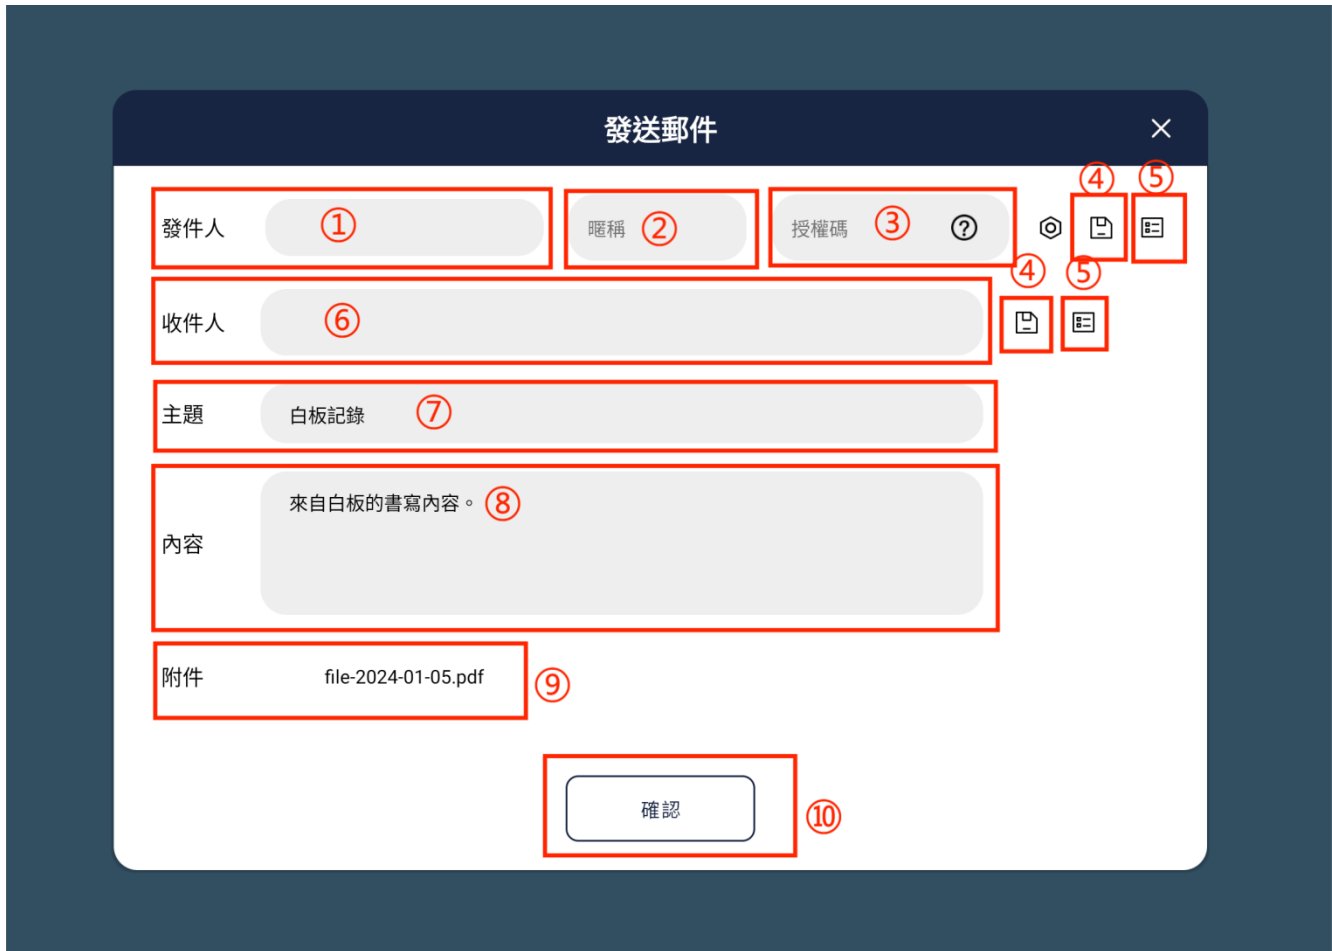 發送郵件
④ ⑤
發件人 ① 暱稱 ② 授權碼 ③
④ ⑤
收件人 ⑥
主題 白板記錄 ⑦
內容 來自白板的書寫內容。 ⑧
附件 file-2024-01-05.pdf ⑨
確認 ⑩